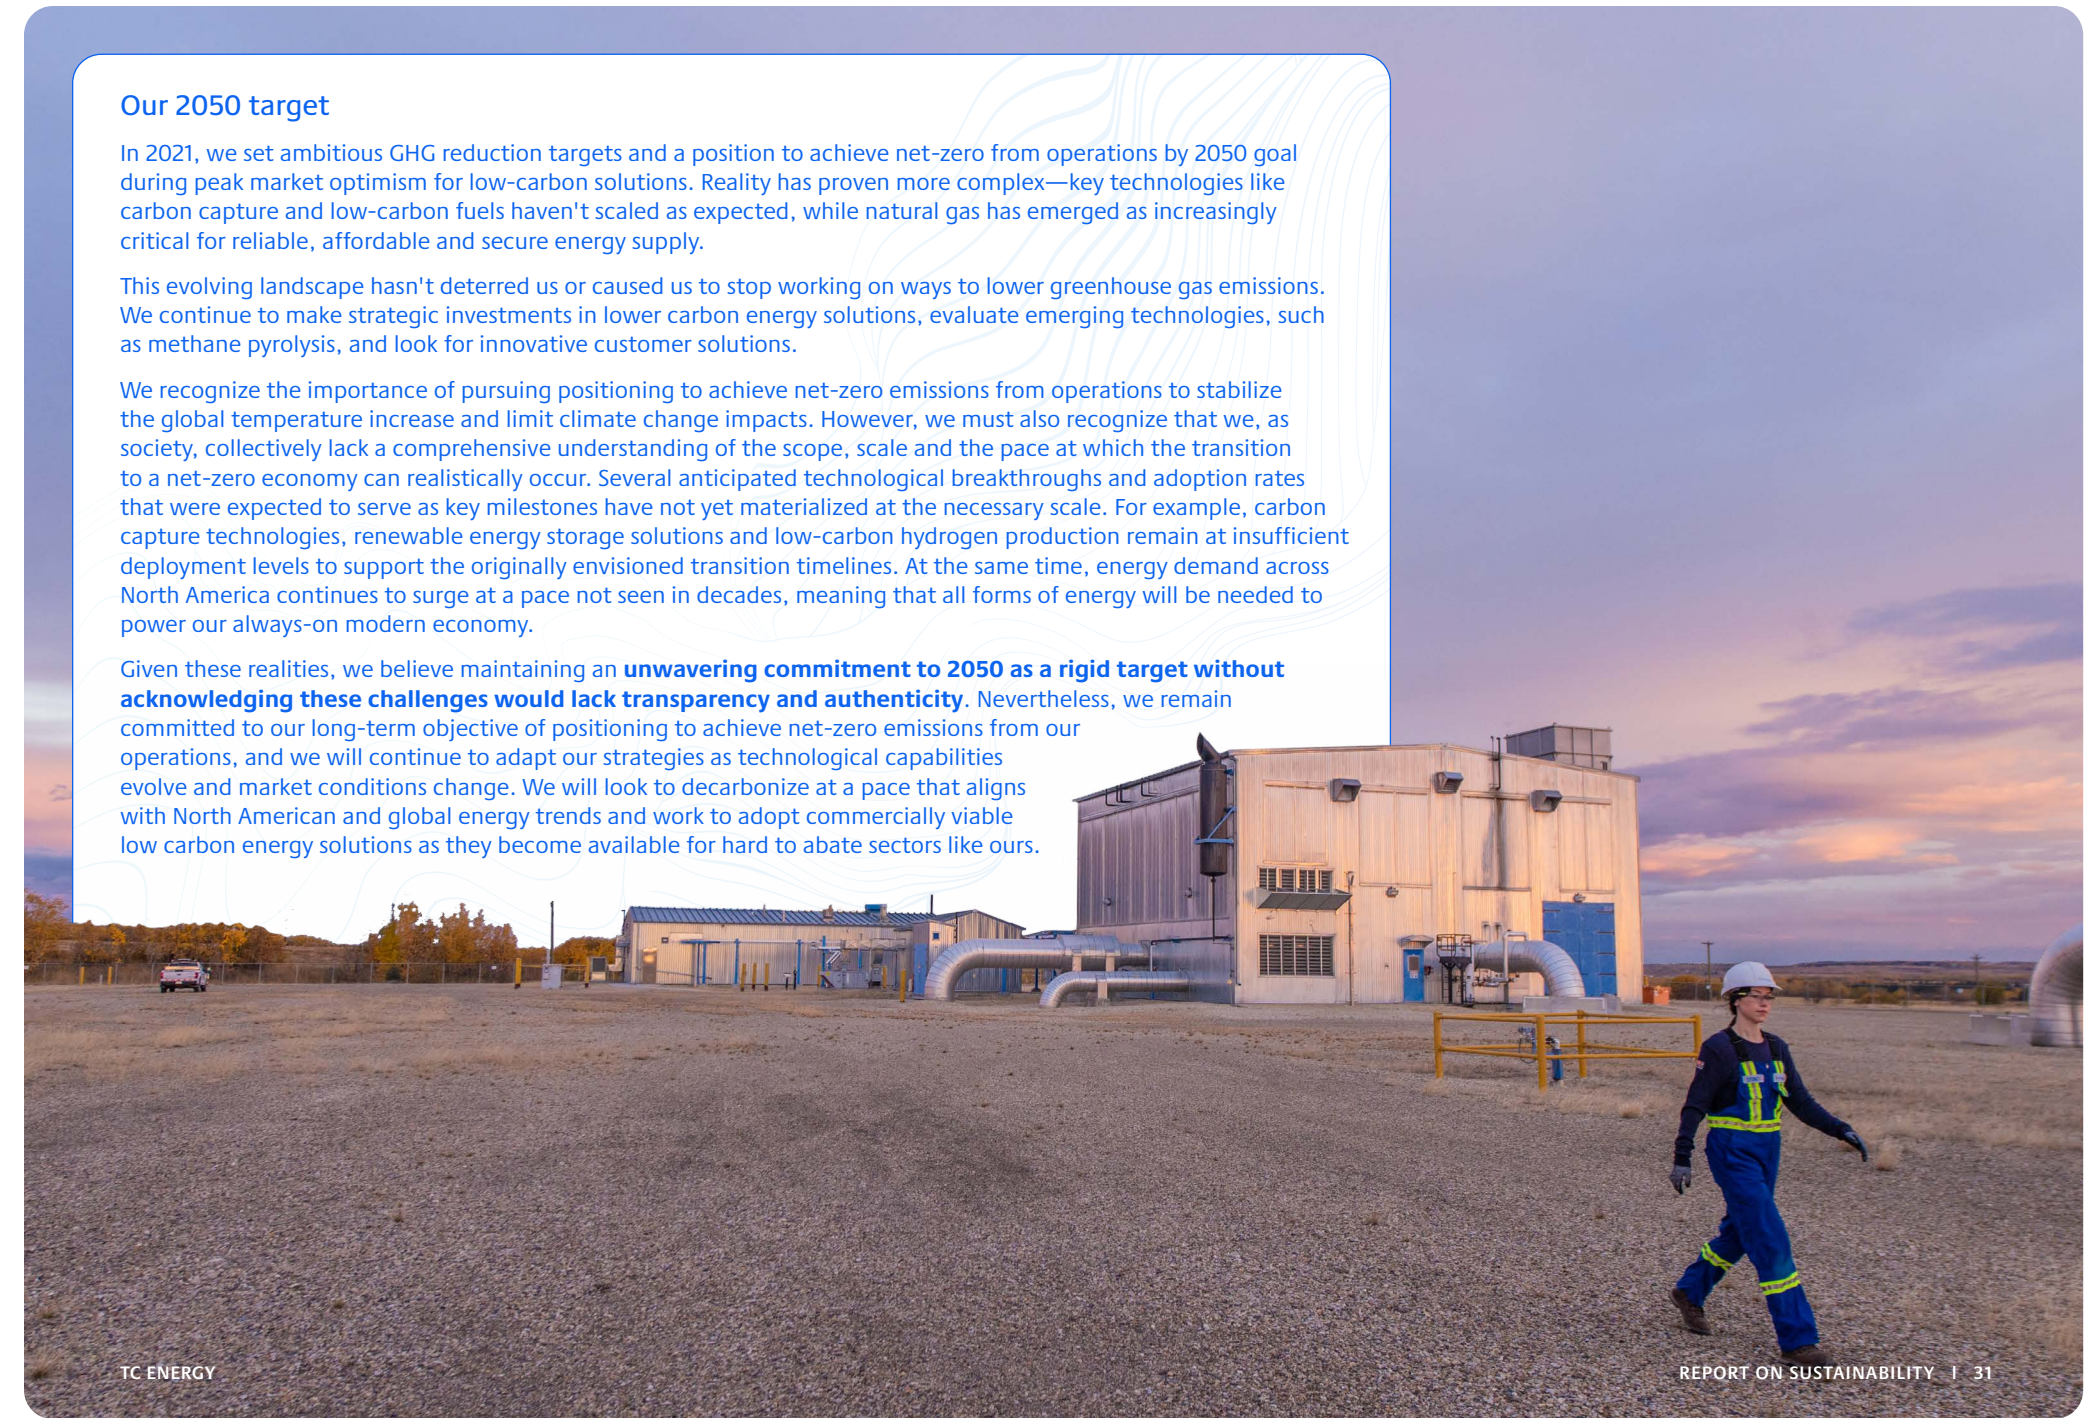 Our 2050 target
In 2021, we set ambitious GHG reduction targets and a position to achieve net-zero from operations by 2050 goal
during peak market optimism for low-carbon solutions. Reality has proven more complex—key technologies like
carbon capture and low-carbon fuels haven't scaled as expected, while natural gas has emerged as increasingly
critical for reliable, affordable and secure energy supply.
This evolving landscape hasn't deterred us or caused us to stop working on ways to lower greenhouse gas emissions.
We continue to make strategic investments in lower carbon energy solutions, evaluate emerging technologies, such
as methane pyrolysis, and look for innovative customer solutions.
We recognize the importance of pursuing positioning to achieve net-zero emissions from operations to stabilize
the global temperature increase and limit climate change impacts. However, we must also recognize that we, as
society, collectively lack a comprehensive understanding of the scope, scale and the pace at which the transition
to a net-zero economy can realistically occur. Several anticipated technological breakthroughs and adoption rates
that were expected to serve as key milestones have not yet materialized at the necessary scale. For example, carbon
capture technologies, renewable energy storage solutions and low-carbon hydrogen production remain at insufficient
deployment levels to support the originally envisioned transition timelines. At the same time, energy demand across
North America continues to surge at a pace not seen in decades, meaning that all forms of energy will be needed to
power our always-on modern economy.
Given these realities, we believe maintaining an unwavering commitment to 2050 as a rigid target without
acknowledging these challenges would lack transparency and authenticity. Nevertheless, we remain
committed to our long-term objective of positioning to achieve net-zero emissions from our
operations, and we will continue to adapt our strategies as technological capabilities
evolve and market conditions change. We will look to decarbonize at a pace that aligns
with North American and global energy trends and work to adopt commercially viable
low carbon energy solutions as they become available for hard to abate sectors like ours.
TC ENERGY
REPORT ON SUSTAINABILITY | 31